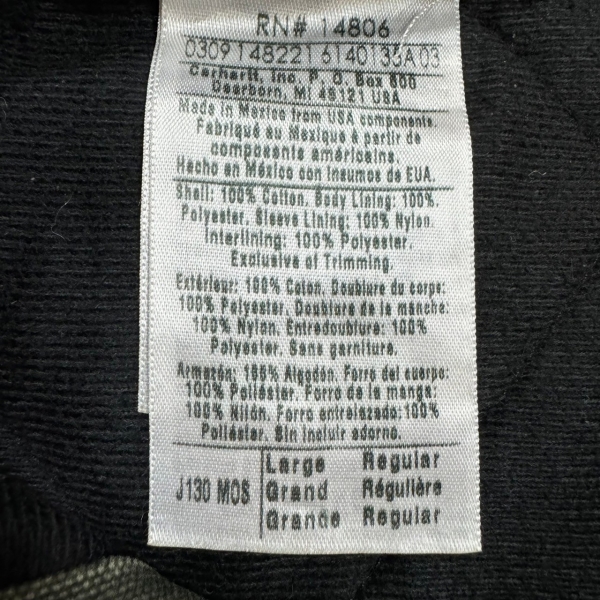 RN# 14806
0309 148221 6140135A03
Carhartt, Inc. P. O. Box 600
Dearborn, MI 48121 USA
Made in Mexico from USA components.
Fabriqué au Mexique à partir de
composants américains.
Hecho en México con insumos de EUA.
Shell: 100% Cotton. Body Lining: 100%
Polyester. Sleeve Lining: 100% Nylon.
Interlining: 100% Polyester.
Exclusive of Trimming.
Extérieur: 100% Coton. Doublure du corps:
100% Polyester. Doublure de la manche:
100% Nylon. Entredoublure: 100%
Polyester. Sans garniture.
Armazón: 100% Algodón. Forro del cuerpo:
100% Poliéster. Forro de la manga:
100% Nilón. Forro entrelazado: 100%
Poliéster. Sin incluir adorno.
J130 MOS
Large Regular
Grand Régulière
Grande Regular